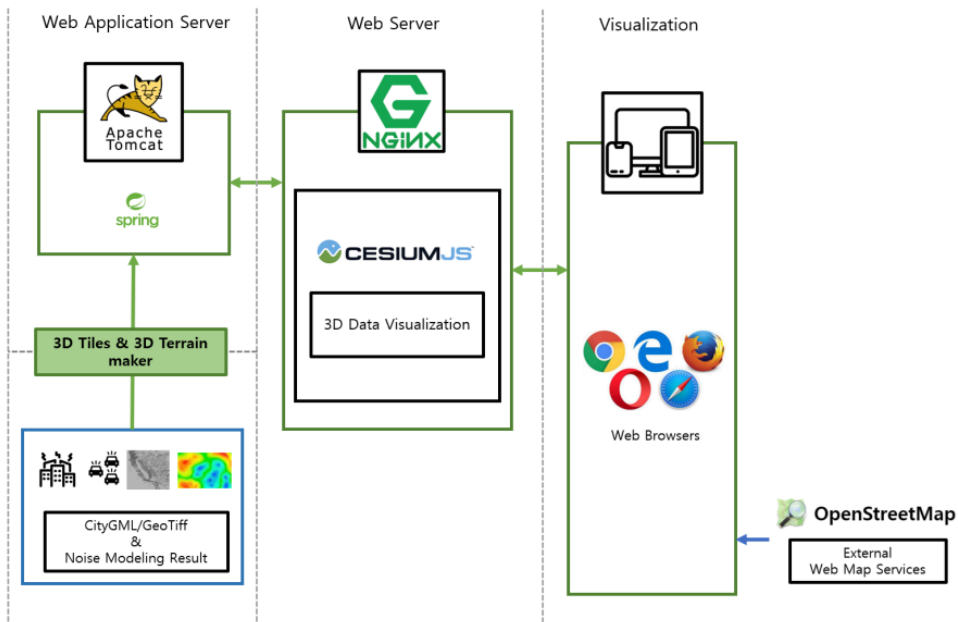 Web Application Server
Web Server
Visualization
Apache
Tomcat
spring
NGiNX
CESIUMJS
3D Data Visualization
3D Tiles & 3D Terrain
maker
CityGML/GeoTiff
&
Noise Modeling Result
Web Browsers
OpenStreetMap
External
Web Map Services